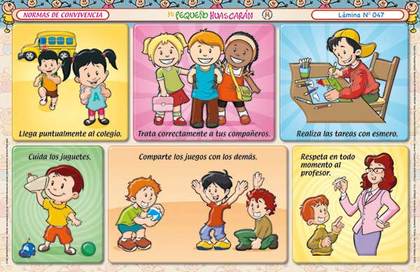 NORMAS DE CONVIVENCIA
El PEQUEÑO HUASCARÁN
Lámina N° 047
Llega puntualmente al colegio.
Trata correctamente a tus compañeros.
Realiza las tareas con esmero.
Cuida los juguetes.
Comparte los juegos con los demás.
Respeta en todo
momento al
profesor.
A